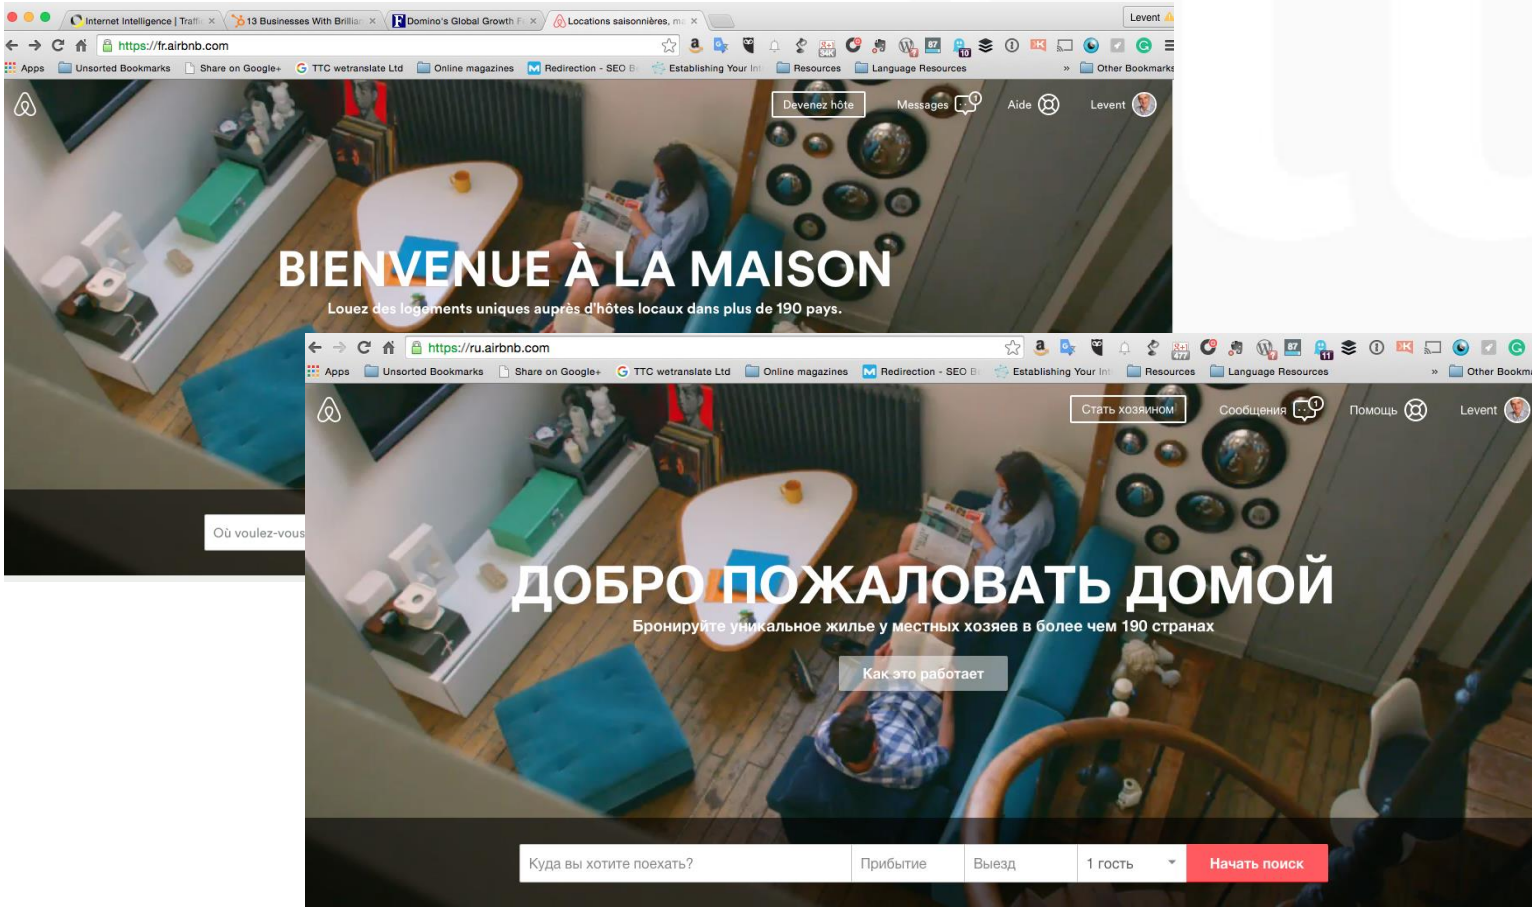 Internet Intelligence | Traffic
13 Businesses With Brillian
Domino's Global Growth F
Locations saisonnières, mo
Levent
https://fr.airbnb.com
Apps Unsorted Bookmarks Share on Google+ TTC wetranslate Ltd Online magazines Redirection - SEO B Establishing Your Int Resources Language Resources » Other Bookmarks
Devenez hôte Messages 1 Aide Levent
BIENVENUE À LA MAISON
Louez des logements uniques auprès d'hôtes locaux dans plus de 190 pays.
Où voulez-vous
https://ru.airbnb.com
Apps Unsorted Bookmarks Share on Google+ TTC wetranslate Ltd Online magazines Redirection - SEO B Establishing Your Int Resources Language Resources » Other Bookma
Стать хозяином Сообщения 1 Помощь Levent
ДОБРО ПОЖАЛОВАТЬ ДОМОЙ
Бронируйте уникальное жилье у местных хозяев в более чем 190 странах
Как это работает
Куда вы хотите поехать? Прибытие Выезд 1 гость Начать поиск